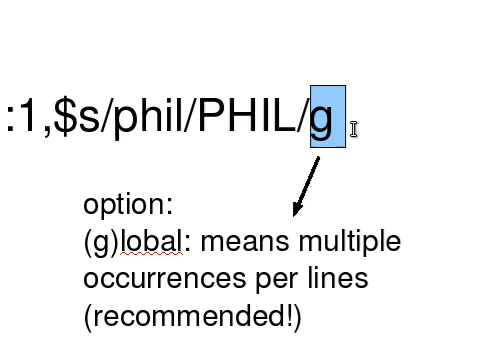 :1,$s/phil/PHIL/g
option:
(g)lobal: means multiple
occurrences per lines
(recommended!)